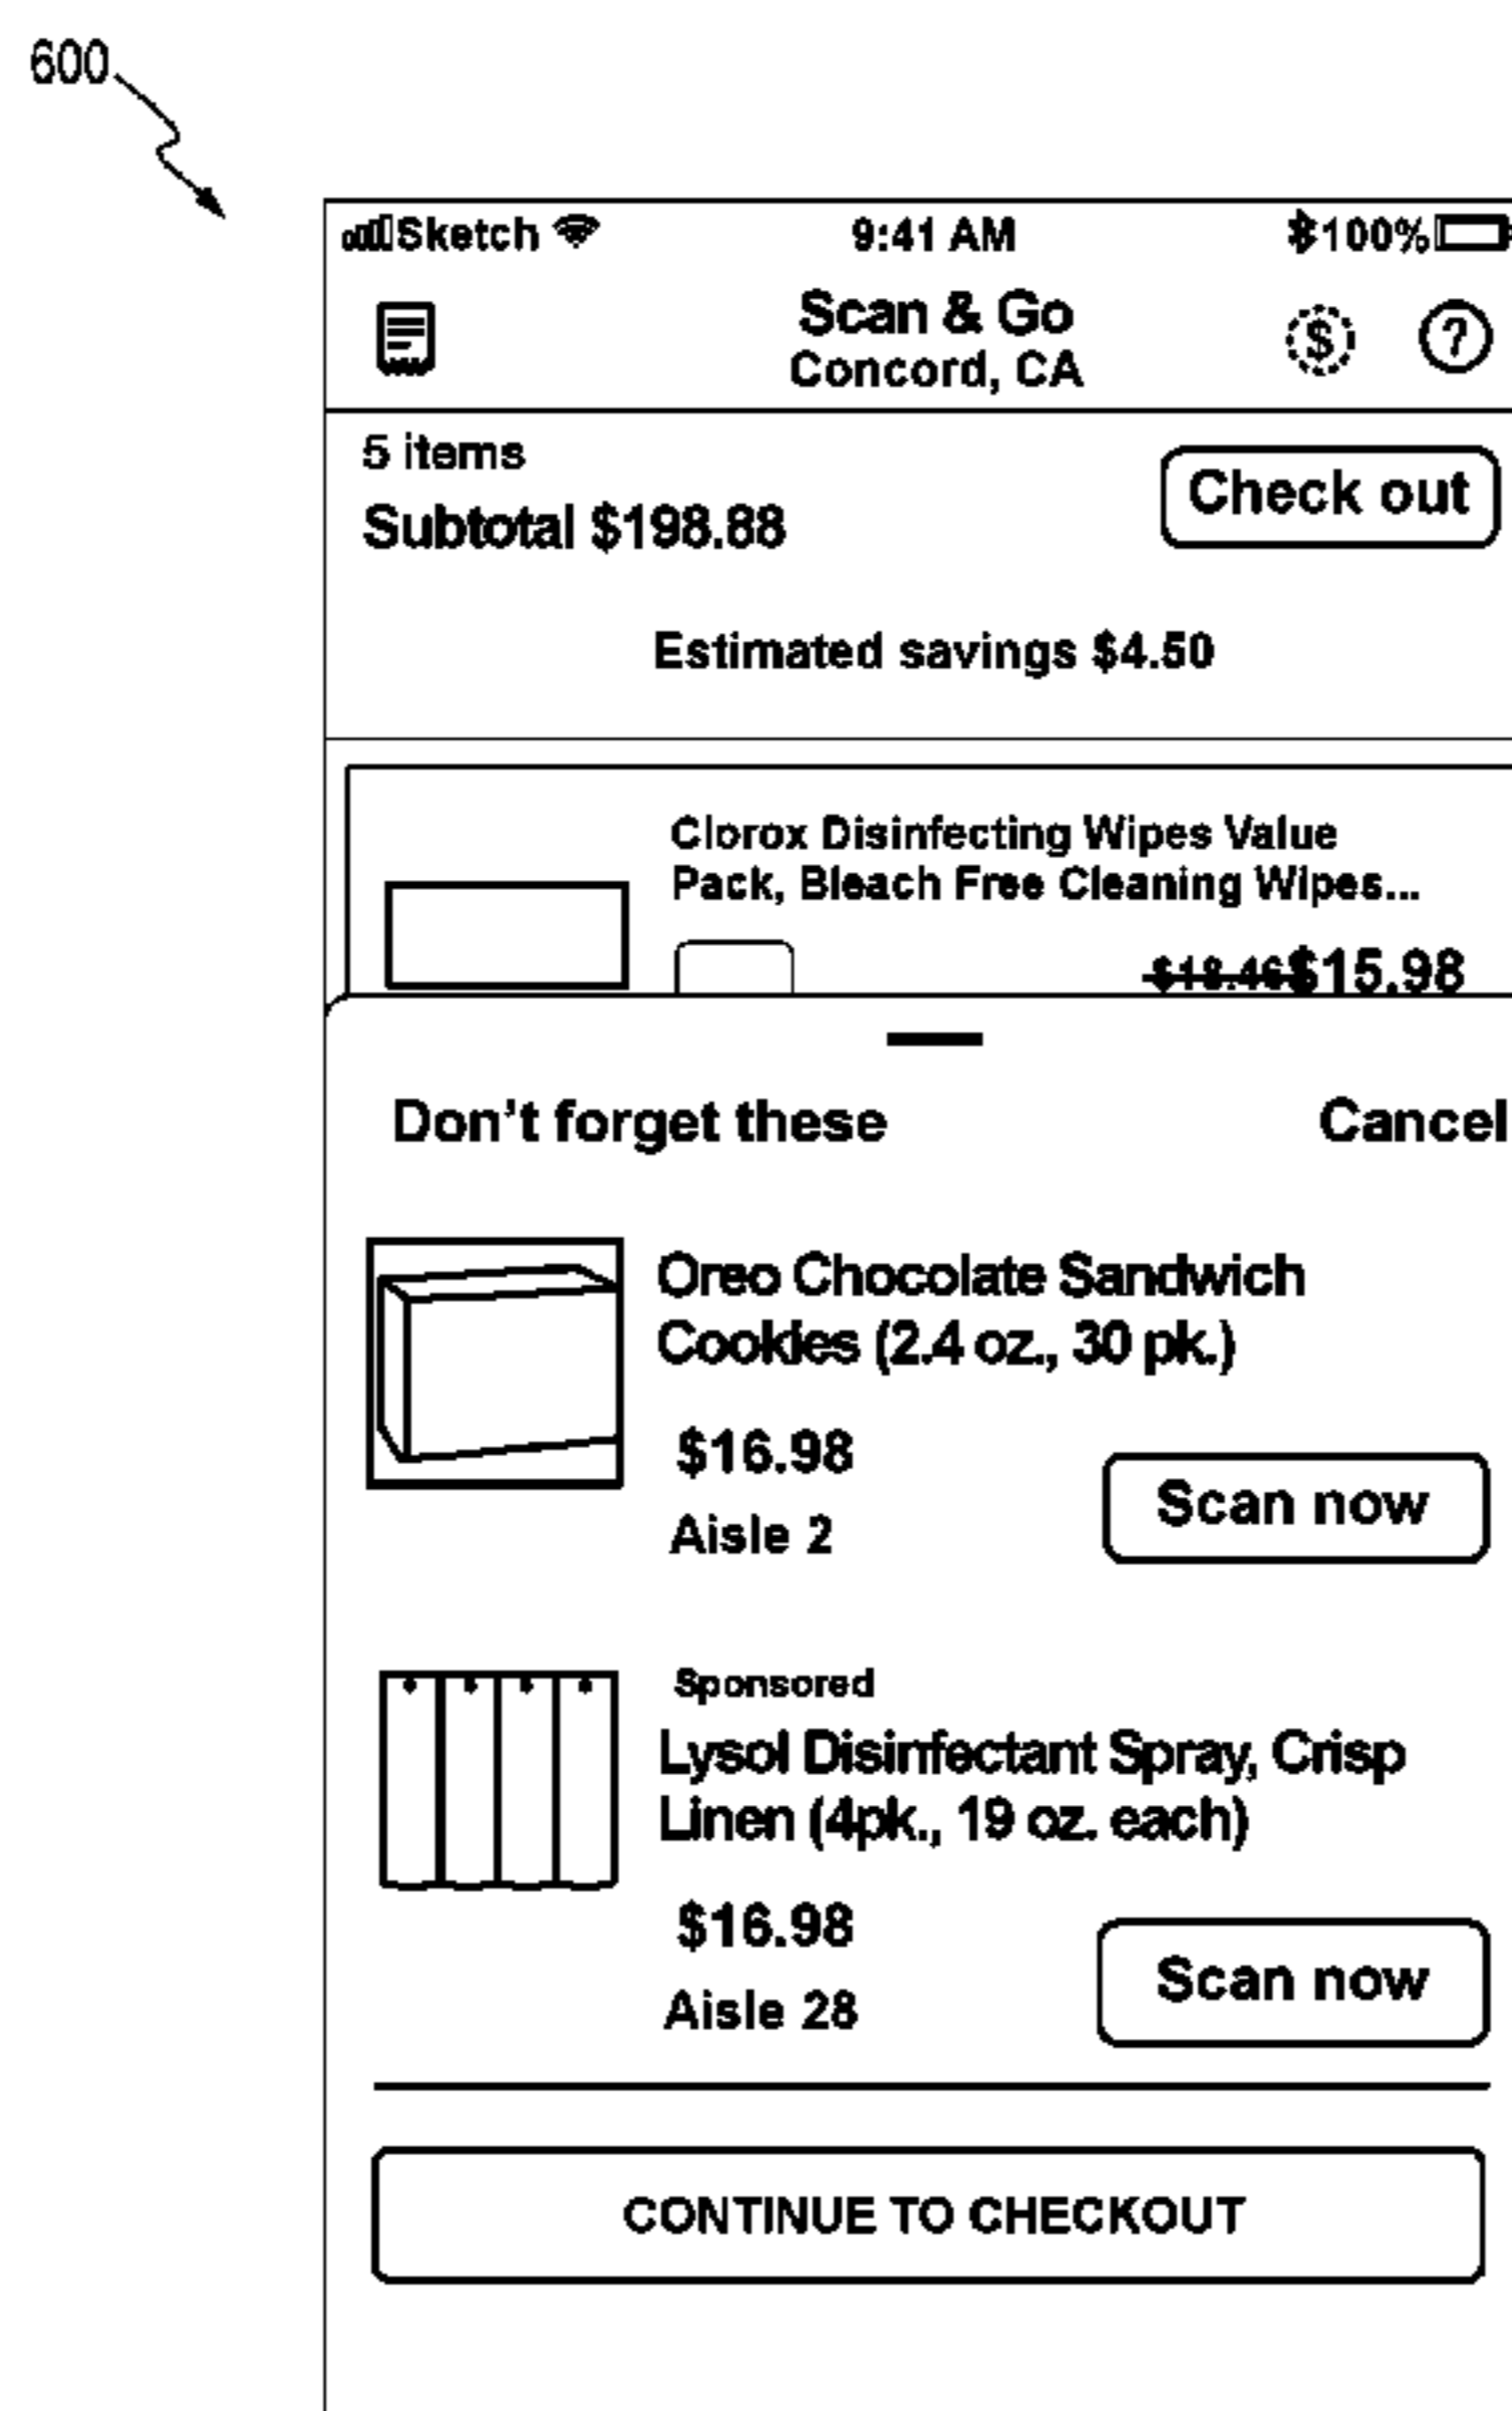 600
Sketch 9:41 AM 100%
Scan & Go
$ ?
Concord, CA
5 items
Check out
Subtotal $198.88
Estimated savings $4.50
Clorox Disinfecting Wipes Value
Pack, Bleach Free Cleaning Wipes...
$15.98
Don't forget these Cancel
Oreo Chocolate Sandwich
Cookies (2.4 oz., 30 pk.)
$16.98
Scan now
Aisle 2
Sponsored
Lysol Disinfectant Spray, Crisp
Linen (4pk., 19 oz. each)
$16.98
Scan now
Aisle 28
CONTINUE TO CHECKOUT